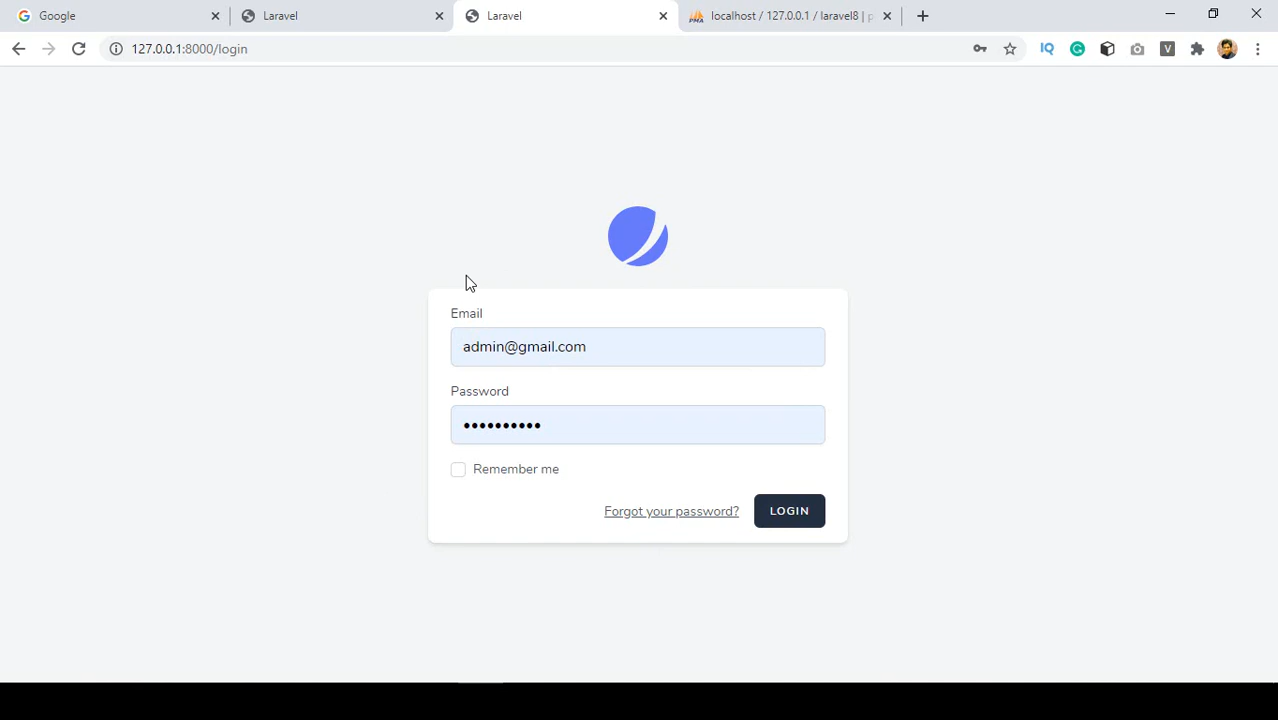 Google
Laravel
Laravel
localhost / 127.0.0.1 / laravel8 |
127.0.0.1:8000/login
IQ
V
Email
admin@gmail.com
Password
••••••••••
Remember me
Forgot your password?
LOGIN